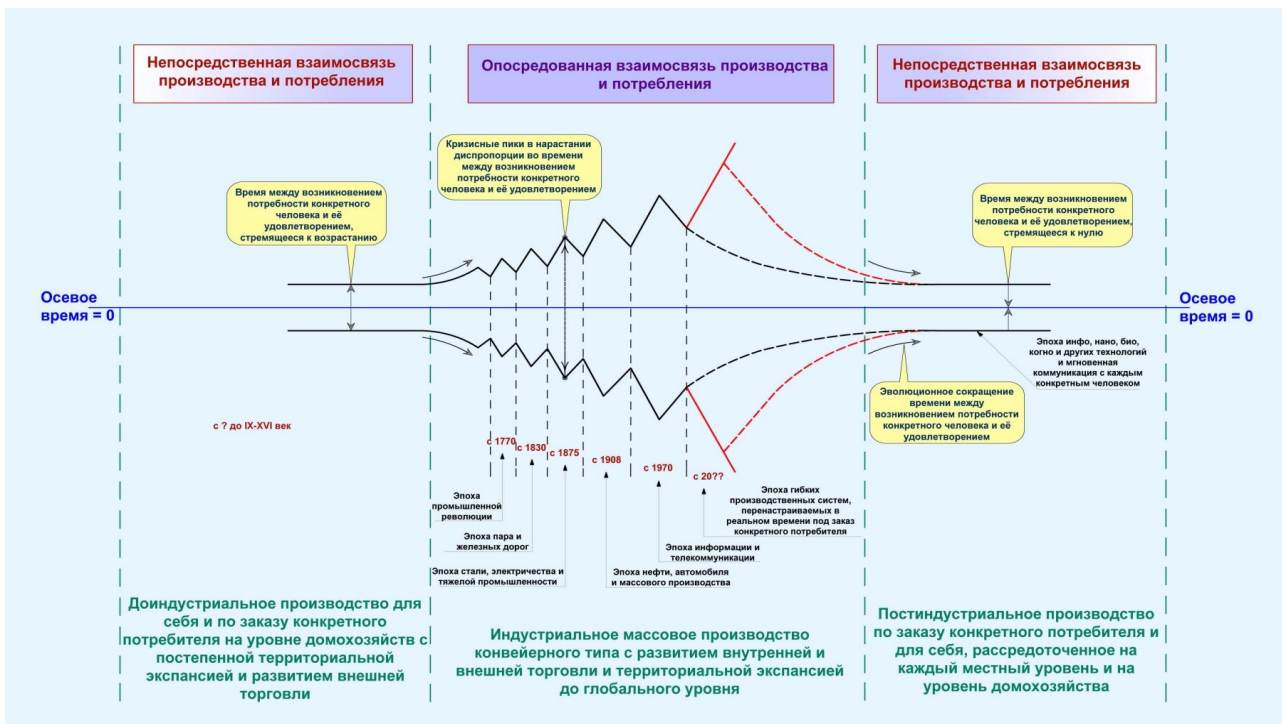 Непосредственная взаимосвязь
производства и потребления
Опосредованная взаимосвязь производства
и потребления
Непосредственная взаимосвязь
производства и потребления
Кризисные пики в нарастании
диспропорции во времени
между возникновением
потребности конкретного
человека и её удовлетворением
Время между возникновением
потребности конкретного
человека и её
удовлетворением,
стремящееся к возрастанию
Время между возникновением
потребности конкретного
человека и её удовлетворением,
стремящееся к нулю
Осевое
время = 0
Осевое
время = 0
Эпоха инфо, нано, био,
когно и других технологий
и мгновенная
коммуникация с каждым
конкретным человеком
Эволюционное сокращение
времени между
возникновением потребности
конкретного человека и её
удовлетворением
с ? до IX-XVI век
с 1770
с 1830
с 1875
с 1908
с 1970
с 20??
Эпоха
промышленной
революции
Эпоха пара и
железных дорог
Эпоха стали, электричества и
тяжелой промышленности
Эпоха нефти, автомобиля
и массового производства
Эпоха информации и
телекоммуникации
Эпоха гибких
производственных систем,
перенастраиваемых в
реальном времени под заказ
конкретного потребителя
Доиндустриальное производство для
себя и по заказу конкретного
потребителя на уровне домохозяйств с
постепенной территориальной
экспансией и развитием внешней
торговли
Индустриальное массовое производство
конвейерного типа с развитием внутренней и
внешней торговли и территориальной экспансией
до глобального уровня
Постиндустриальное производство
по заказу конкретного потребителя и
для себя, рассредоточенное на
каждый местный уровень и на
уровень домохозяйства